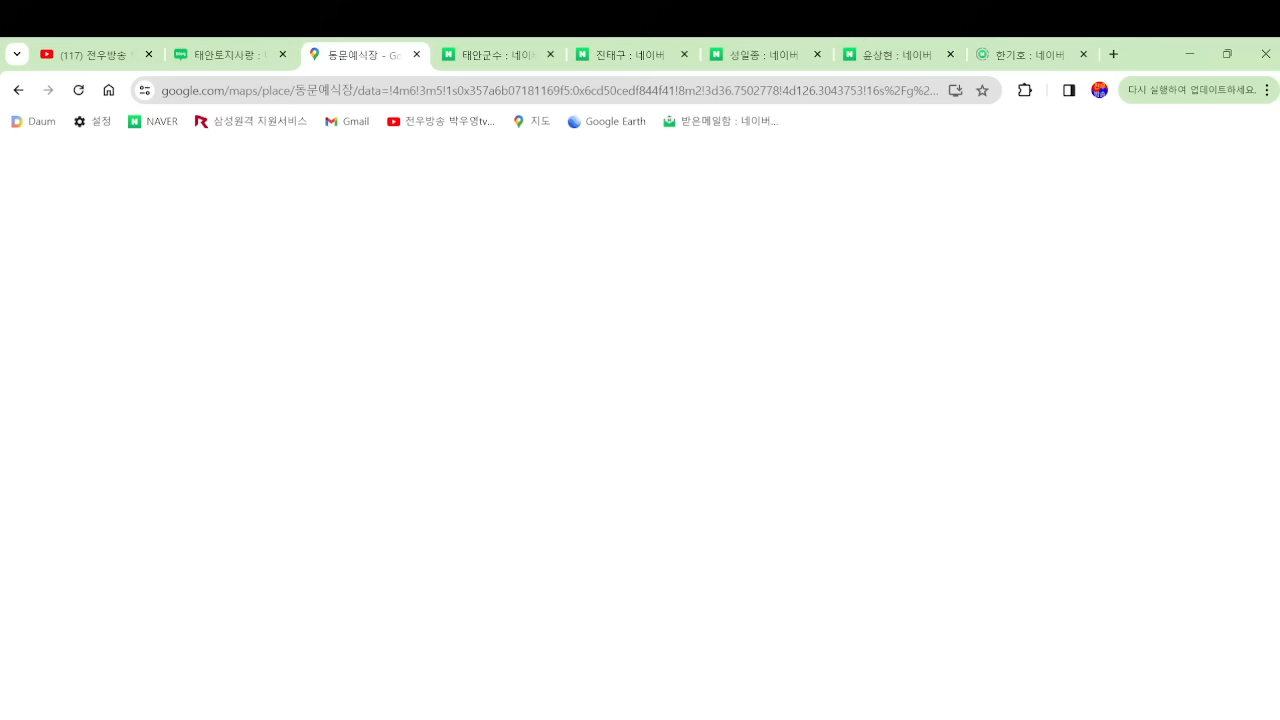 (117) 전우방송
태안토지사랑 :
동문예식장 - Go
태안군수 : 네이버
진태구 : 네이버
성일종 : 네이버
윤상현 : 네이버
한기호 : 네이버
google.com/maps/place/동문예식장/data=!4m6!3m5!1s0x357a6b07181169f5:0x6cd50cedf844f41!8m2!3d36.7502778!4d126.3043753!16s%2Fg%2...
다시 실행하여 업데이트하세요.
Daum 설정 NAVER 삼성원격 지원서비스 Gmail 전우방송 박우영tv... 지도 Google Earth 받은메일함 : 네이버...